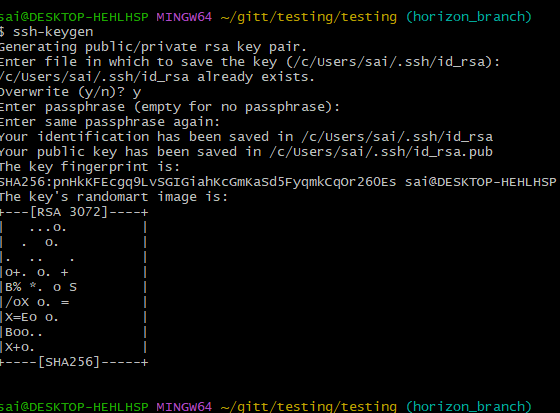 sai@DESKTOP-HEHLHSP MINGW64 ~/gitt/testing/testing (horizon_branch)
$ ssh-keygen
Generating public/private rsa key pair.
Enter file in which to save the key (/c/Users/sai/.ssh/id_rsa):
/c/Users/sai/.ssh/id_rsa already exists.
Overwrite (y/n)? y
Enter passphrase (empty for no passphrase):
Enter same passphrase again:
Your identification has been saved in /c/Users/sai/.ssh/id_rsa
Your public key has been saved in /c/Users/sai/.ssh/id_rsa.pub
The key fingerprint is:
SHA256:pnHkKFEcgq9LvSGIGiahKcGmKaSd5FyqmkCqOr26OEs sai@DESKTOP-HEHLHSP
The key's randomart image is:
+---[RSA 3072]----+
|   ...o.         |
|  .  o.          |
|.  ..   .        |
|o+. o. +         |
|B% *. o S        |
|/oX o. =         |
|X=Eo o.          |
|Boo..            |
|X+o.             |
+----[SHA256]-----+
sai@DESKTOP-HEHLHSP MINGW64 ~/gitt/testing/testing (horizon_branch)